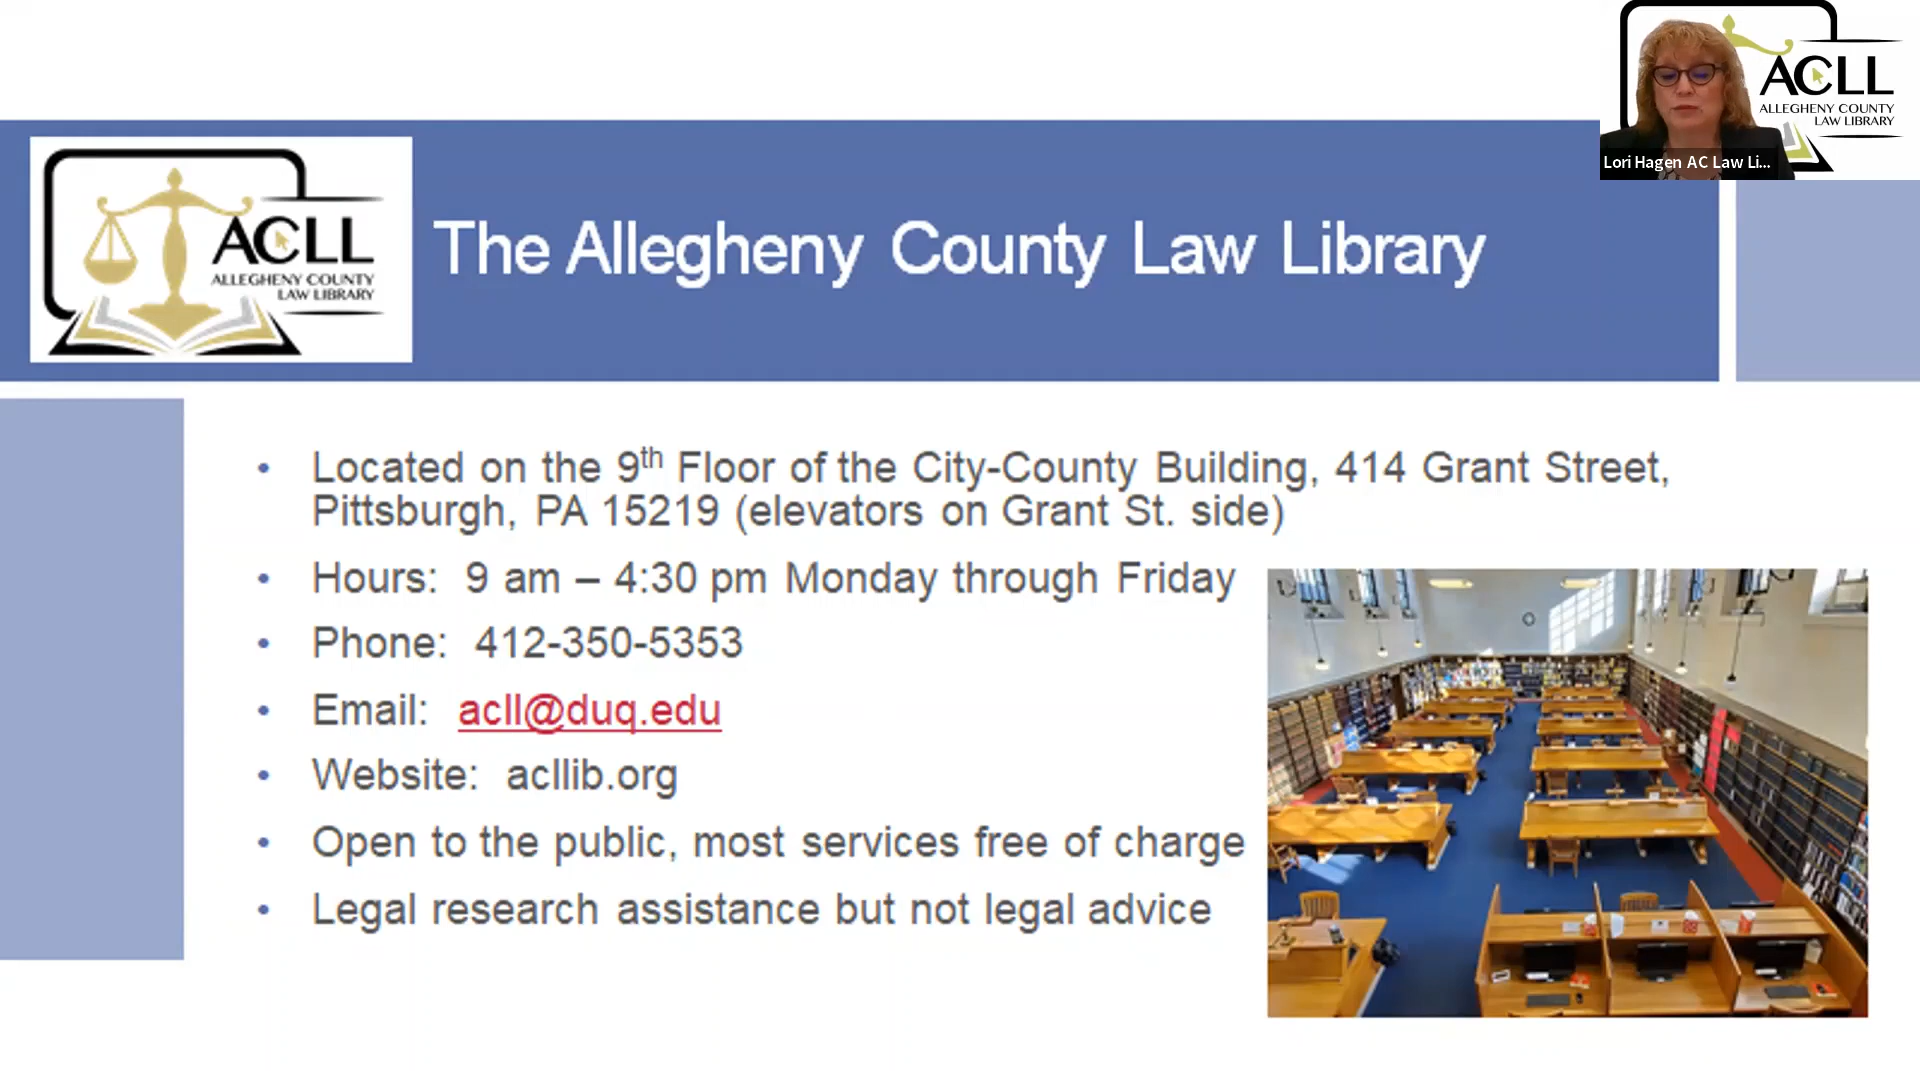 ACLL
ALLEGHENY COUNTY
LAW LIBRARY
Lori Hagen AC Law Li...
ACLL
ALLEGHENY COUNTY
LAW LIBRARY
The Allegheny County Law Library
• Located on the 9th Floor of the City-County Building, 414 Grant Street,
Pittsburgh, PA 15219 (elevators on Grant St. side)
• Hours: 9 am – 4:30 pm Monday through Friday
• Phone: 412-350-5353
• Email: acll@duq.edu
• Website: acllib.org
• Open to the public, most services free of charge
• Legal research assistance but not legal advice